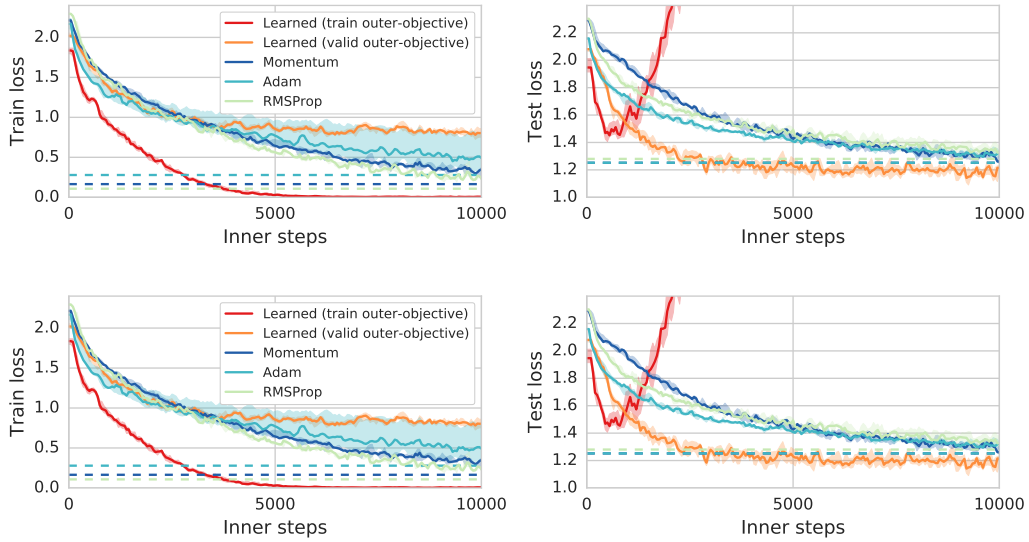 Train loss
2.0
1.5
1.0
0.5
0.0
0
5000
10000
Inner steps
Learned (train outer-objective)
Learned (valid outer-objective)
Momentum
Adam
RMSProp
Test loss
2.2
2.0
1.8
1.6
1.4
1.2
1.0
0
5000
10000
Inner steps
Train loss
2.0
1.5
1.0
0.5
0.0
0
5000
10000
Inner steps
Learned (train outer-objective)
Learned (valid outer-objective)
Momentum
Adam
RMSProp
Test loss
2.2
2.0
1.8
1.6
1.4
1.2
1.0
0
5000
10000
Inner steps